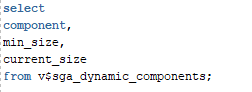 select
component,
min_size,
current_size
from v$sga_dynamic_components;